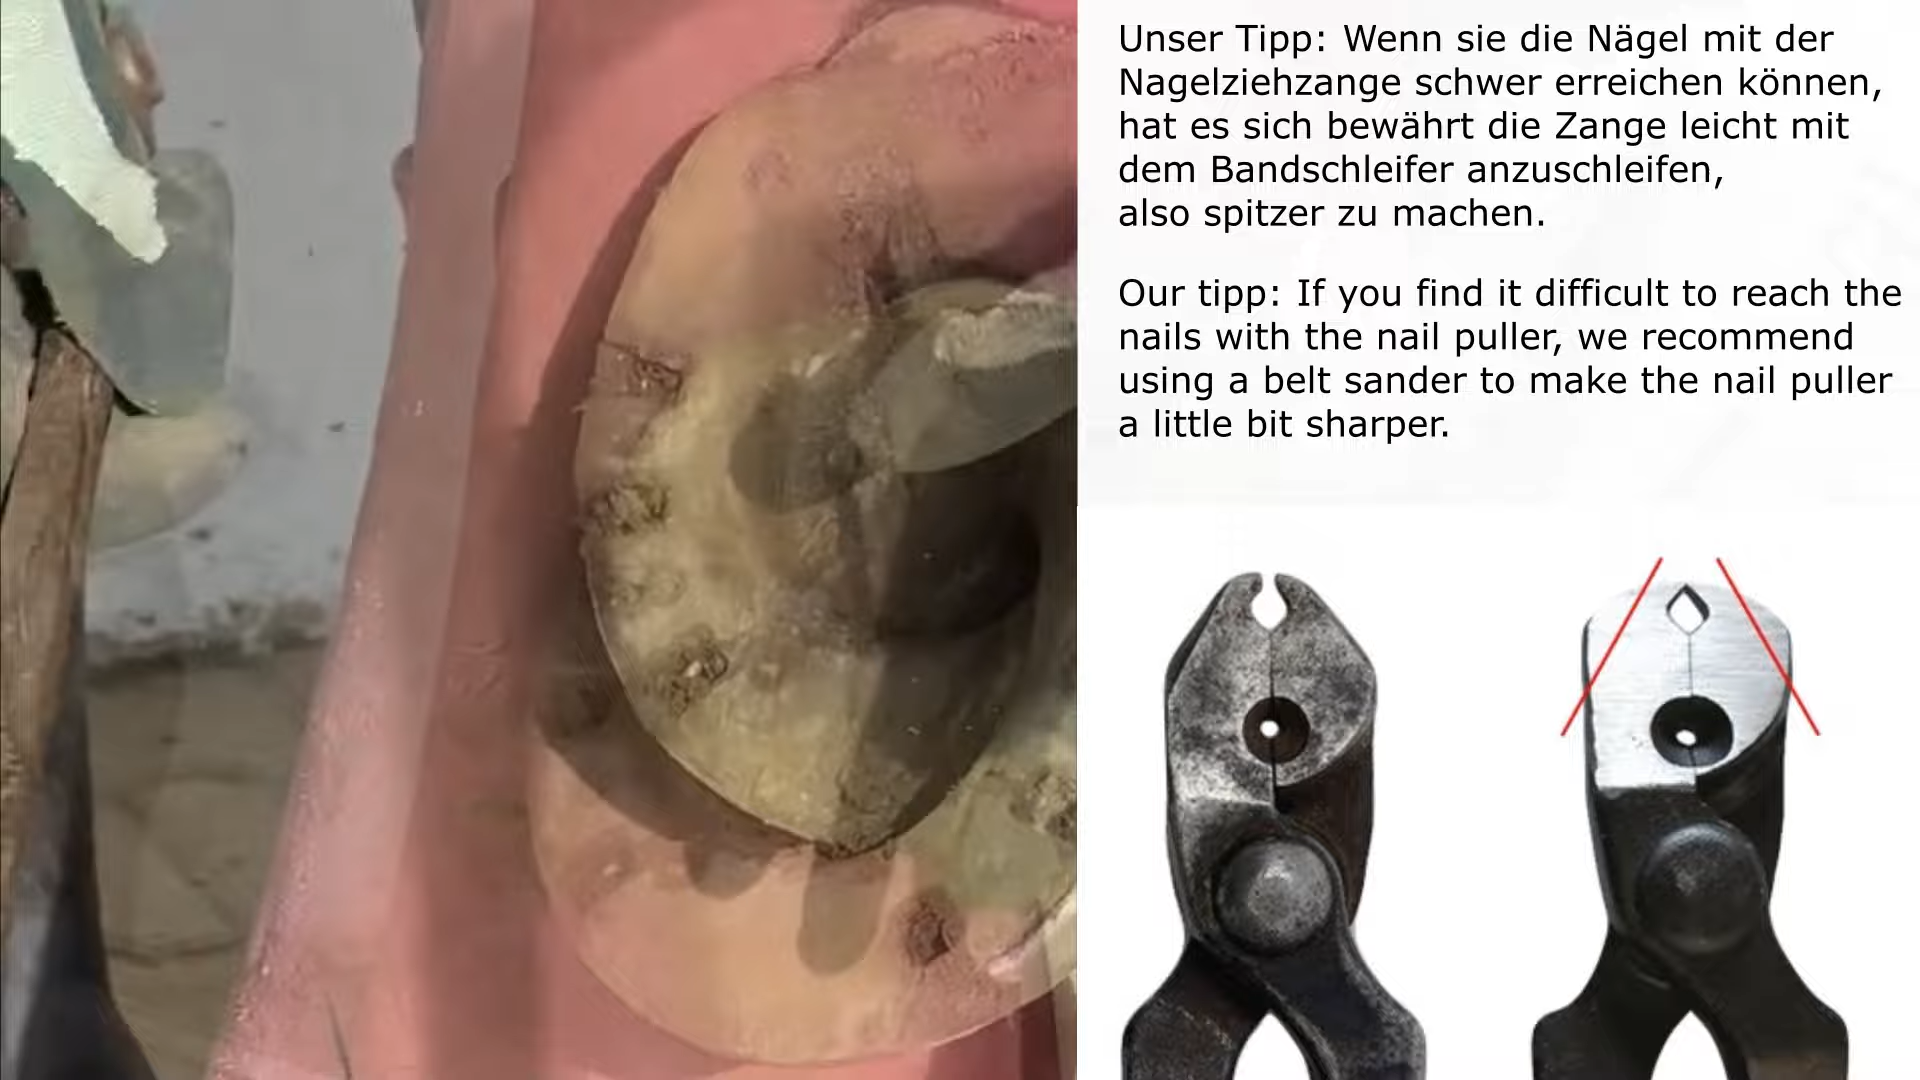 Unser Tipp: Wenn sie die Nägel mit der
Nagelziehzange schwer erreichen können,
hat es sich bewährt die Zange leicht mit
dem Bandschleifer anzuschleifen,
also spitzer zu machen.
Our tipp: If you find it difficult to reach the
nails with the nail puller, we recommend
using a belt sander to make the nail puller
a little bit sharper.